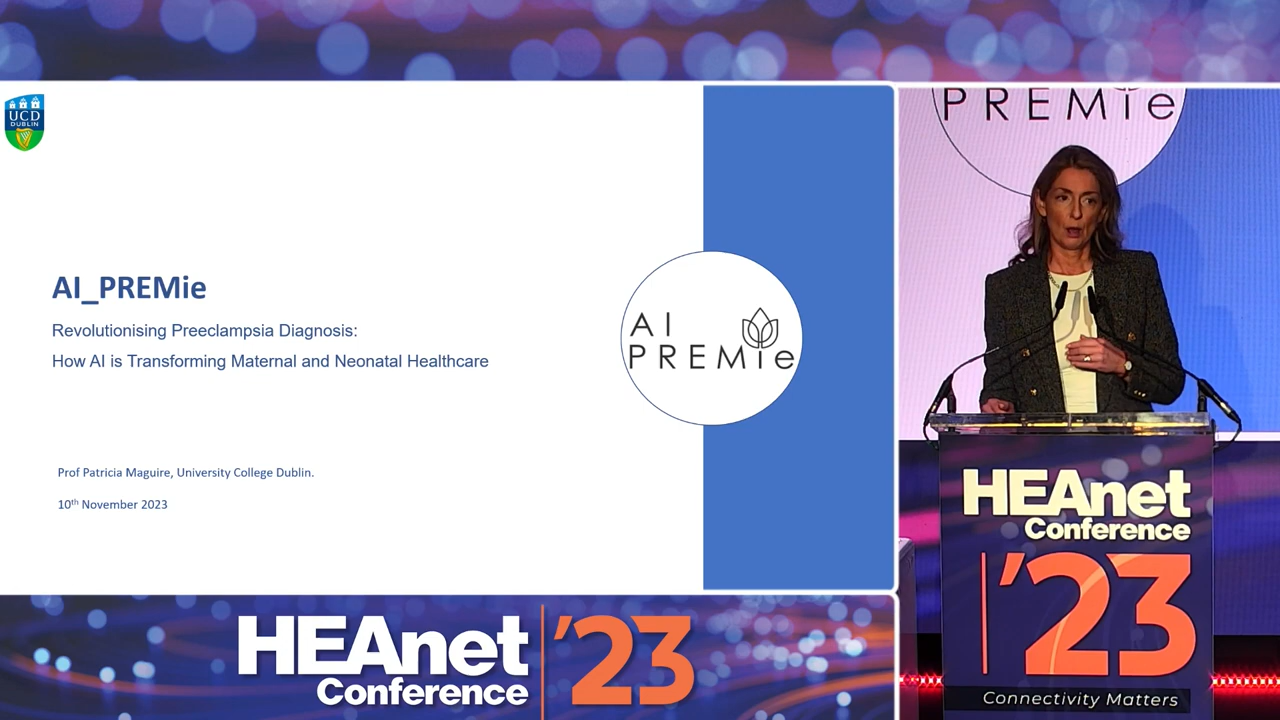 UCD
DUBLIN
AI_PREMie
Revolutionising Preeclampsia Diagnosis:
How AI is Transforming Maternal and Neonatal Healthcare
Prof Patricia Maguire, University College Dublin.
10th November 2023
AI
PREMie
HEAnet
Conference
'23
PREMie
HEAnet
Conference
'23
Connectivity Matters